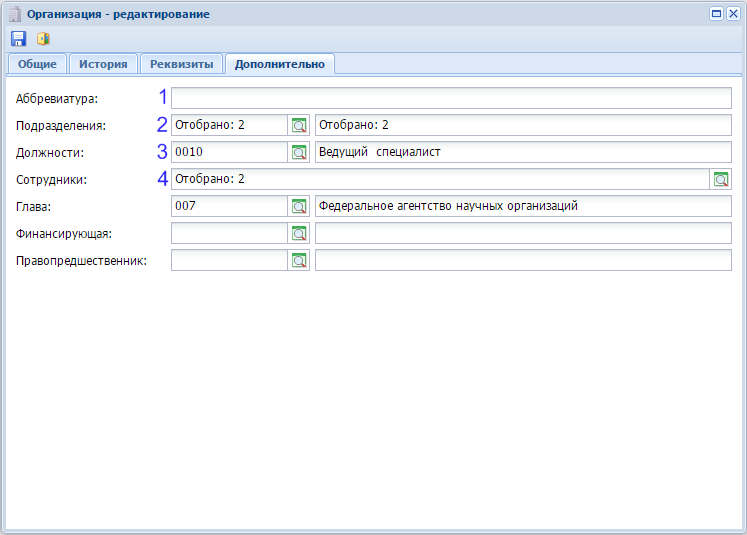 Организация - редактирование
Общие История Реквизиты Дополнительно
Аббревиатура: 1
Подразделения: 2 Отобрано: 2 Отобрано: 2
Должности: 3 0010 Ведущий специалист
Сотрудники: 4 Отобрано: 2
Глава: 007 Федеральное агентство научных организаций
Финансирующая:
Правопредшественник: